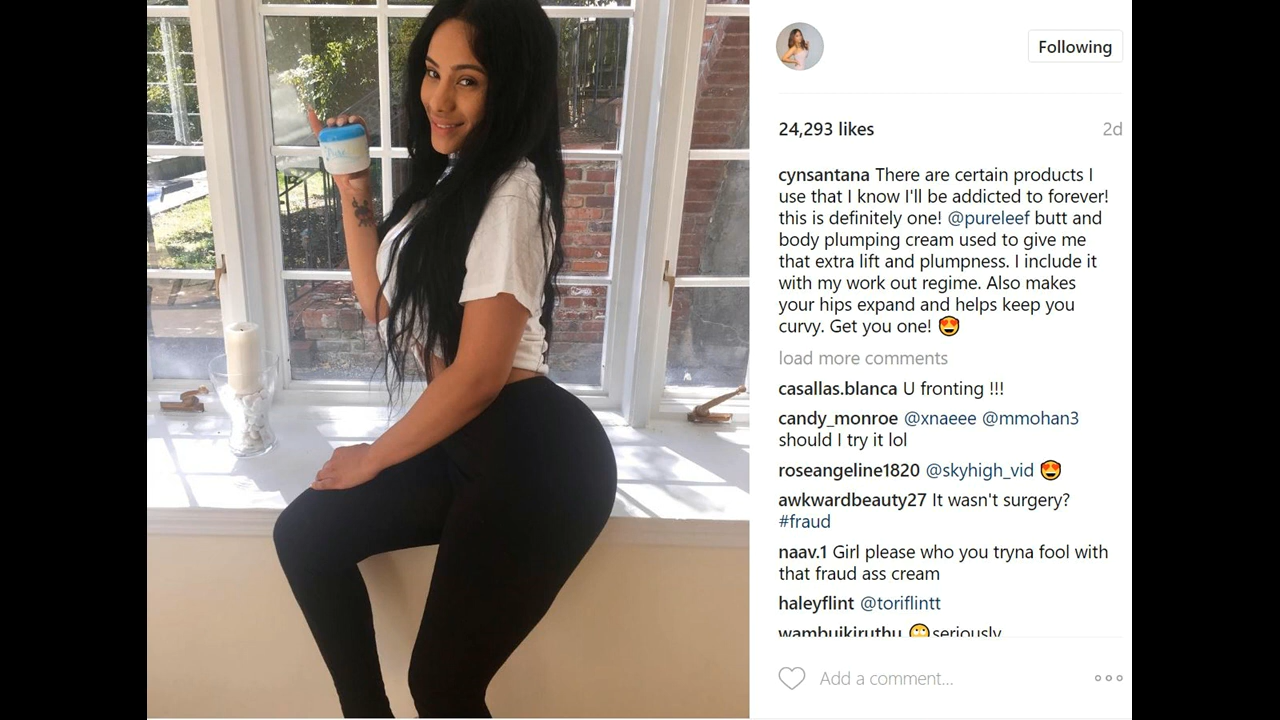 Following
24,293 likes
2d
cynsantana There are certain products I
use that I know I'll be addicted to forever!
this is definitely one! @pureleef butt and
body plumping cream used to give me
that extra lift and plumpness. I include it
with my work out regime. Also makes
your hips expand and helps keep you
curvy. Get you one! 😍
load more comments
casallas.blanca U fronting !!!
candy_monroe @xnaeee @mmohan3
should I try it lol
roseangeline1820 @skyhigh_vid 😍
awkwardbeauty27 It wasn't surgery?
#fraud
naav.1 Girl please who you tryna fool with
that fraud ass cream
haleyflint @toriflintt
wambuikiruthu 🙄seriously
Add a comment...